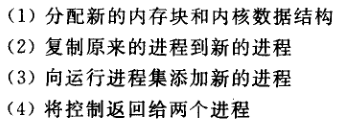 (1) 分配新的内存块和内核数据结构
(2) 复制原来的进程到新的进程
(3) 向运行进程集添加新的进程
(4) 将控制返回给两个进程